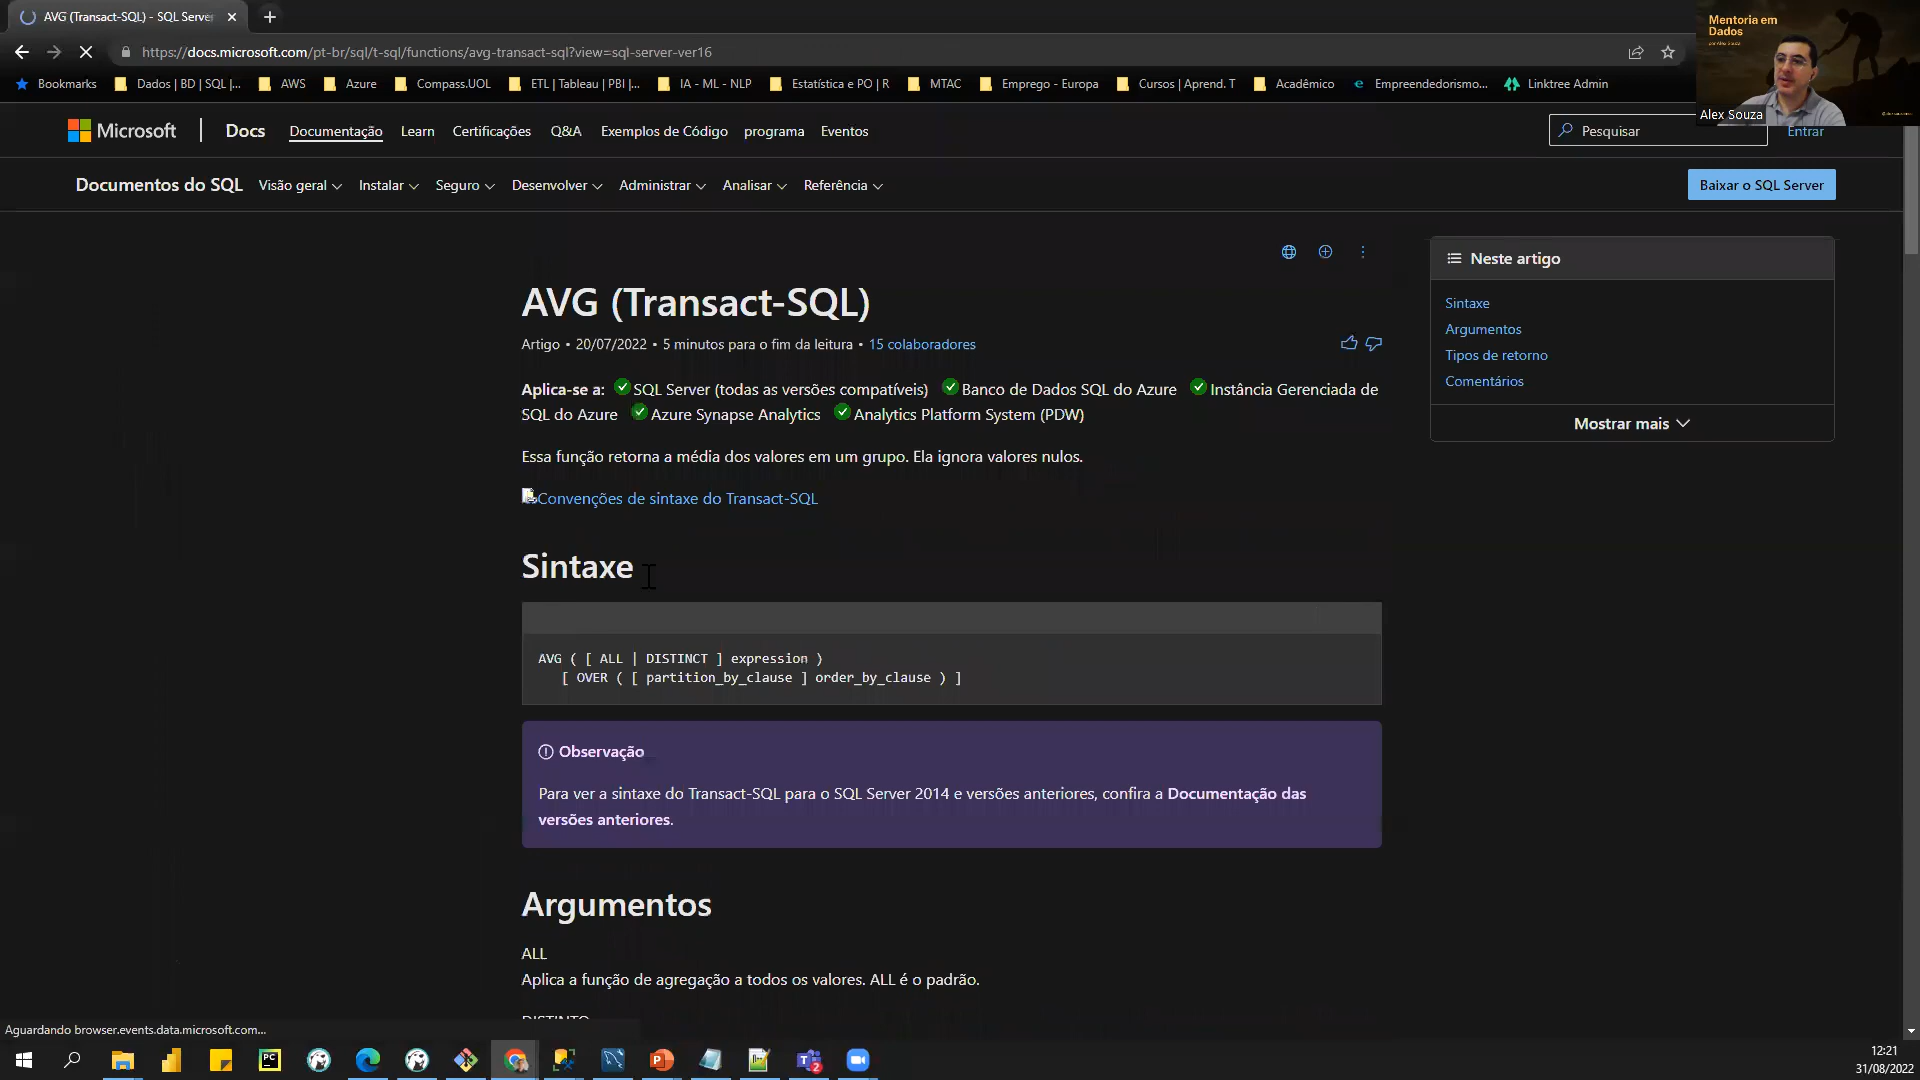 AVG (Transact-SQL) - SQL Server
https://docs.microsoft.com/pt-br/sql/t-sql/functions/avg-transact-sql?view=sql-server-ver16
Bookmarks Dados | BD | SQL |... AWS Azure Compass.UOL ETL | Tableau | PBI |... IA - ML - NLP Estatística e PO | R MTAC Emprego - Europa Cursos | Aprend. T Acadêmico Empreendedorismo... Linktree Admin
Mentoria em
Dados
Alex Souza
Microsoft Docs Documentação Learn Certificações Q&A Exemplos de Código programa Eventos Pesquisar Entrar
Documentos do SQL Visão geral Instalar Seguro Desenvolver Administrar Analisar Referência Baixar o SQL Server
AVG (Transact-SQL)
Artigo • 20/07/2022 • 5 minutos para o fim da leitura • 15 colaboradores
Aplica-se a: SQL Server (todas as versões compatíveis) Banco de Dados SQL do Azure Instância Gerenciada de
SQL do Azure Azure Synapse Analytics Analytics Platform System (PDW)
Essa função retorna a média dos valores em um grupo. Ela ignora valores nulos.
Convenções de sintaxe do Transact-SQL
Sintaxe
AVG ( [ ALL | DISTINCT ] expression )
[ OVER ( [ partition_by_clause ] order_by_clause ) ]
Observação
Para ver a sintaxe do Transact-SQL para o SQL Server 2014 e versões anteriores, confira a Documentação das
versões anteriores.
Argumentos
ALL
Aplica a função de agregação a todos os valores. ALL é o padrão.
DISTINTO
Neste artigo
Sintaxe
Argumentos
Tipos de retorno
Comentários
Mostrar mais
Aguardando browser.events.data.microsoft.com...
PC
2
12:21
31/08/2022